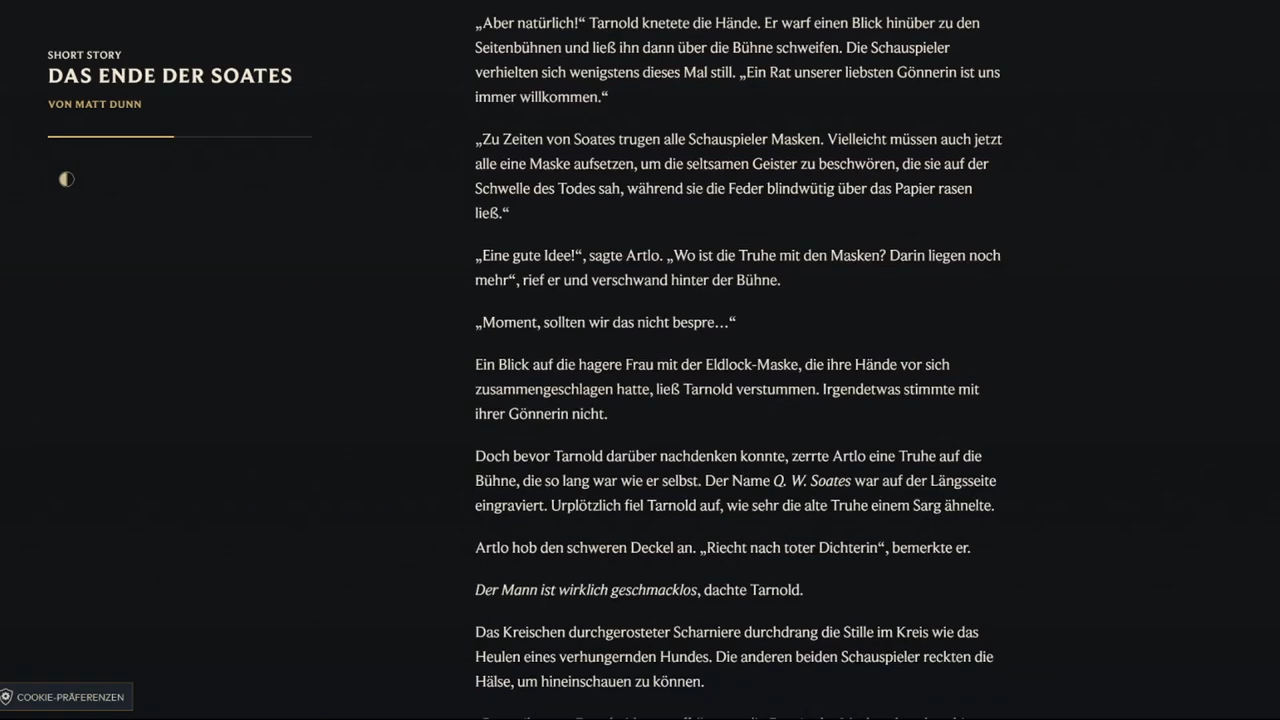 SHORT STORY
DAS ENDE DER SOATES
VON MATT DUNN
„Aber natürlich!“ Tarnold knetete die Hände. Er warf einen Blick hinüber zu den
Seitenbühnen und ließ ihn dann über die Bühne schweifen. Die Schauspieler
verhielten sich wenigstens dieses Mal still. „Ein Rat unserer liebsten Gönnerin ist uns
immer willkommen.“
„Zu Zeiten von Soates trugen alle Schauspieler Masken. Vielleicht müssen auch jetzt
alle eine Maske aufsetzen, um die seltsamen Geister zu beschwören, die sie auf der
Schwelle des Todes sah, während sie die Feder blindwütig über das Papier rasen
ließ.“
„Eine gute Idee!“, sagte Artlo. „Wo ist die Truhe mit den Masken? Darin liegen noch
mehr“, rief er und verschwand hinter der Bühne.
„Moment, sollten wir das nicht bespre…“
Ein Blick auf die hagere Frau mit der Eldlock-Maske, die ihre Hände vor sich
zusammengeschlagen hatte, ließ Tarnold verstummen. Irgendetwas stimmte mit
ihrer Gönnerin nicht.
Doch bevor Tarnold darüber nachdenken konnte, zerrte Artlo eine Truhe auf die
Bühne, die so lang war wie er selbst. Der Name Q. W. Soates war auf der Längsseite
eingraviert. Urplötzlich fiel Tarnold auf, wie sehr die alte Truhe einem Sarg ähnelte.
Artlo hob den schweren Deckel an. „Riecht nach toter Dichterin“, bemerkte er.
Der Mann ist wirklich geschmacklos, dachte Tarnold.
Das Kreischen durchgerosteter Scharniere durchdrang die Stille im Kreis wie das
Heulen eines verhungernden Hundes. Die anderen beiden Schauspieler reckten die
Hälse, um hineinschauen zu können.
COOKIE-PRÄFERENZEN